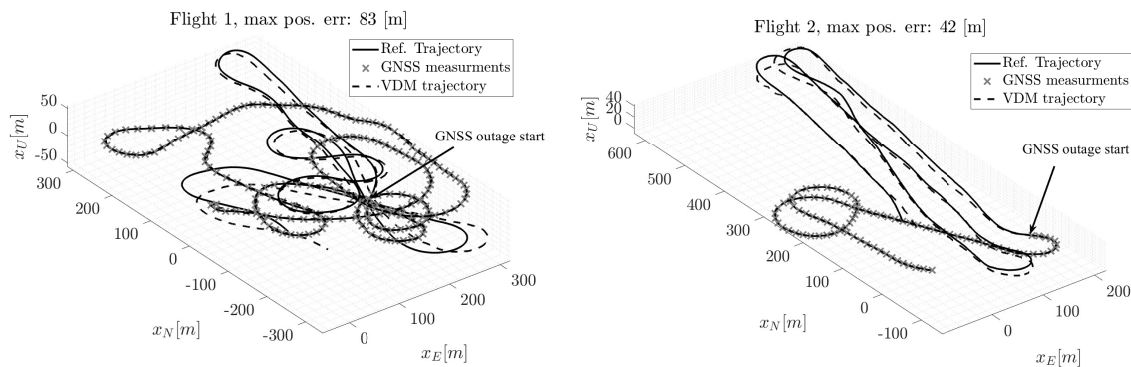 Flight 1, max pos. err: 83 [m]
Ref. Trajectory
GNSS measurments
VDM trajectory
GNSS outage start
50
0
-50
x_U[m]
300
200
100
0
-100
-200
-300
x_N[m]
0
100
200
300
x_E[m]
Flight 2, max pos. err: 42 [m]
Ref. Trajectory
GNSS measurments
VDM trajectory
GNSS outage start
40
20
0
x_U[m]
600
500
400
300
200
100
0
-100
x_N[m]
0
100
200
x_E[m]